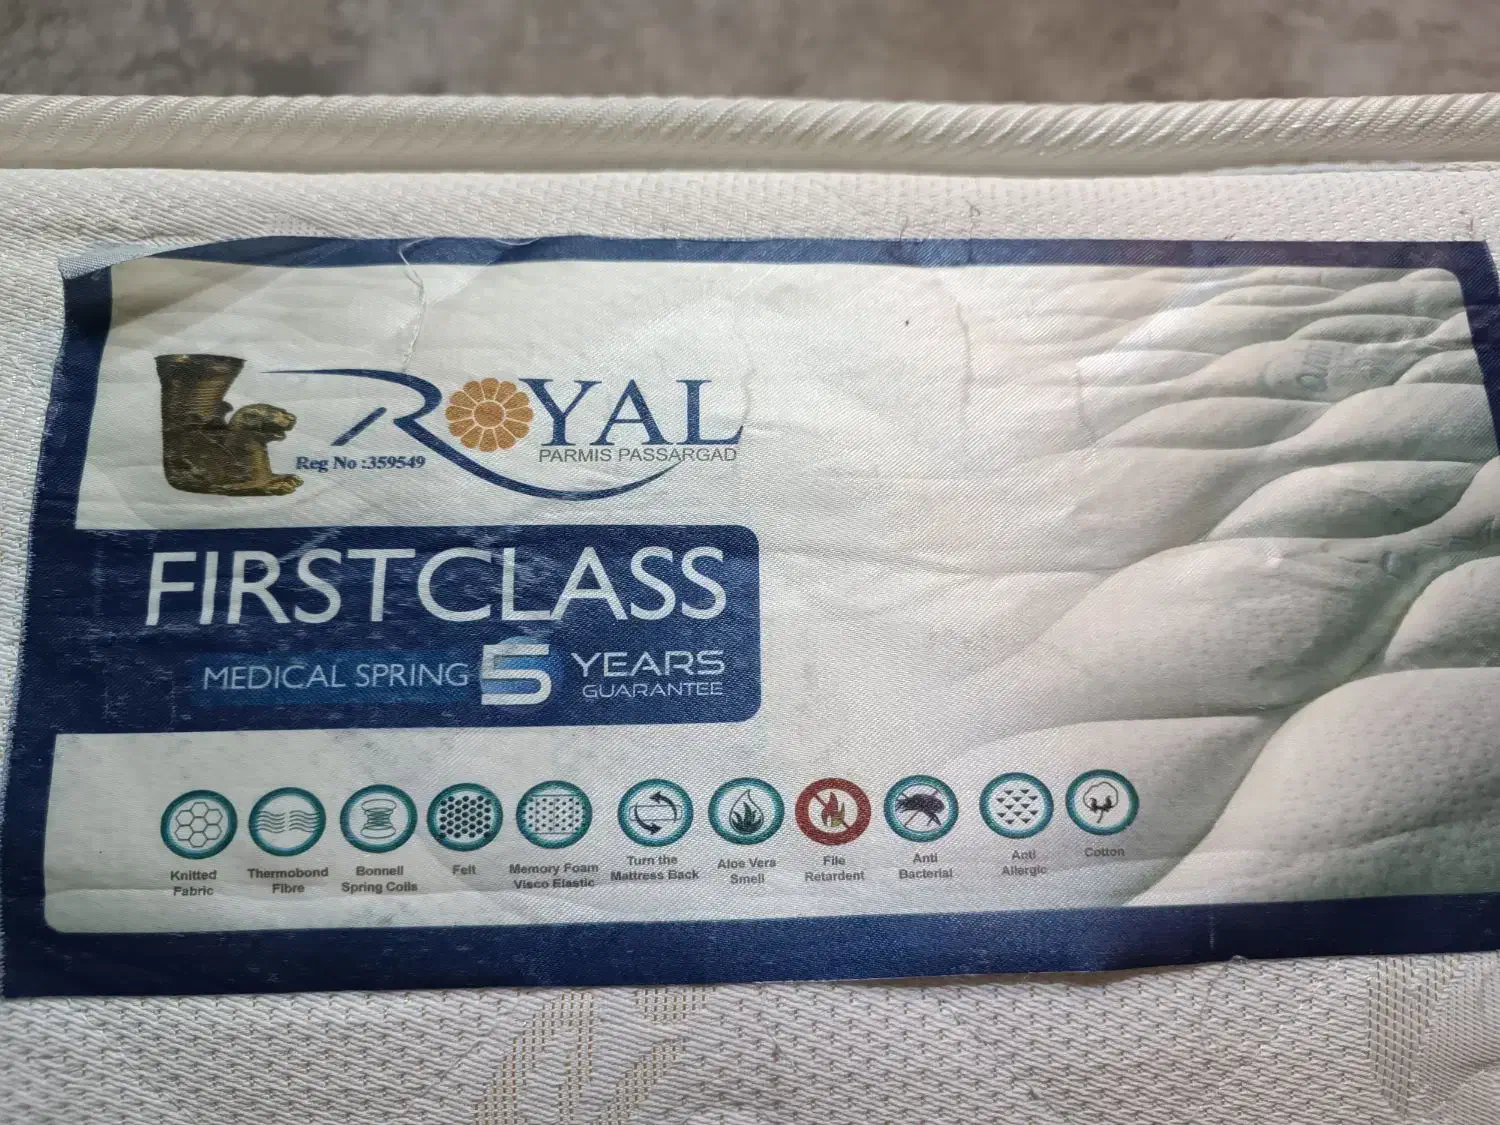 ROYAL
PARMIS PASSARGAD
Reg No :359549
FIRSTCLASS
MEDICAL SPRING 5 YEARS
GUARANTEE
Knitted
Fabric
Thermobond
Fibre
Bonnell
Spring Coils
Felt
Memory Foam
Visco Elastic
Turn the
Mattress Back
Aloe Vera
Smell
File
Retardent
Anti
Bacterial
Anti
Allergic
Cotton